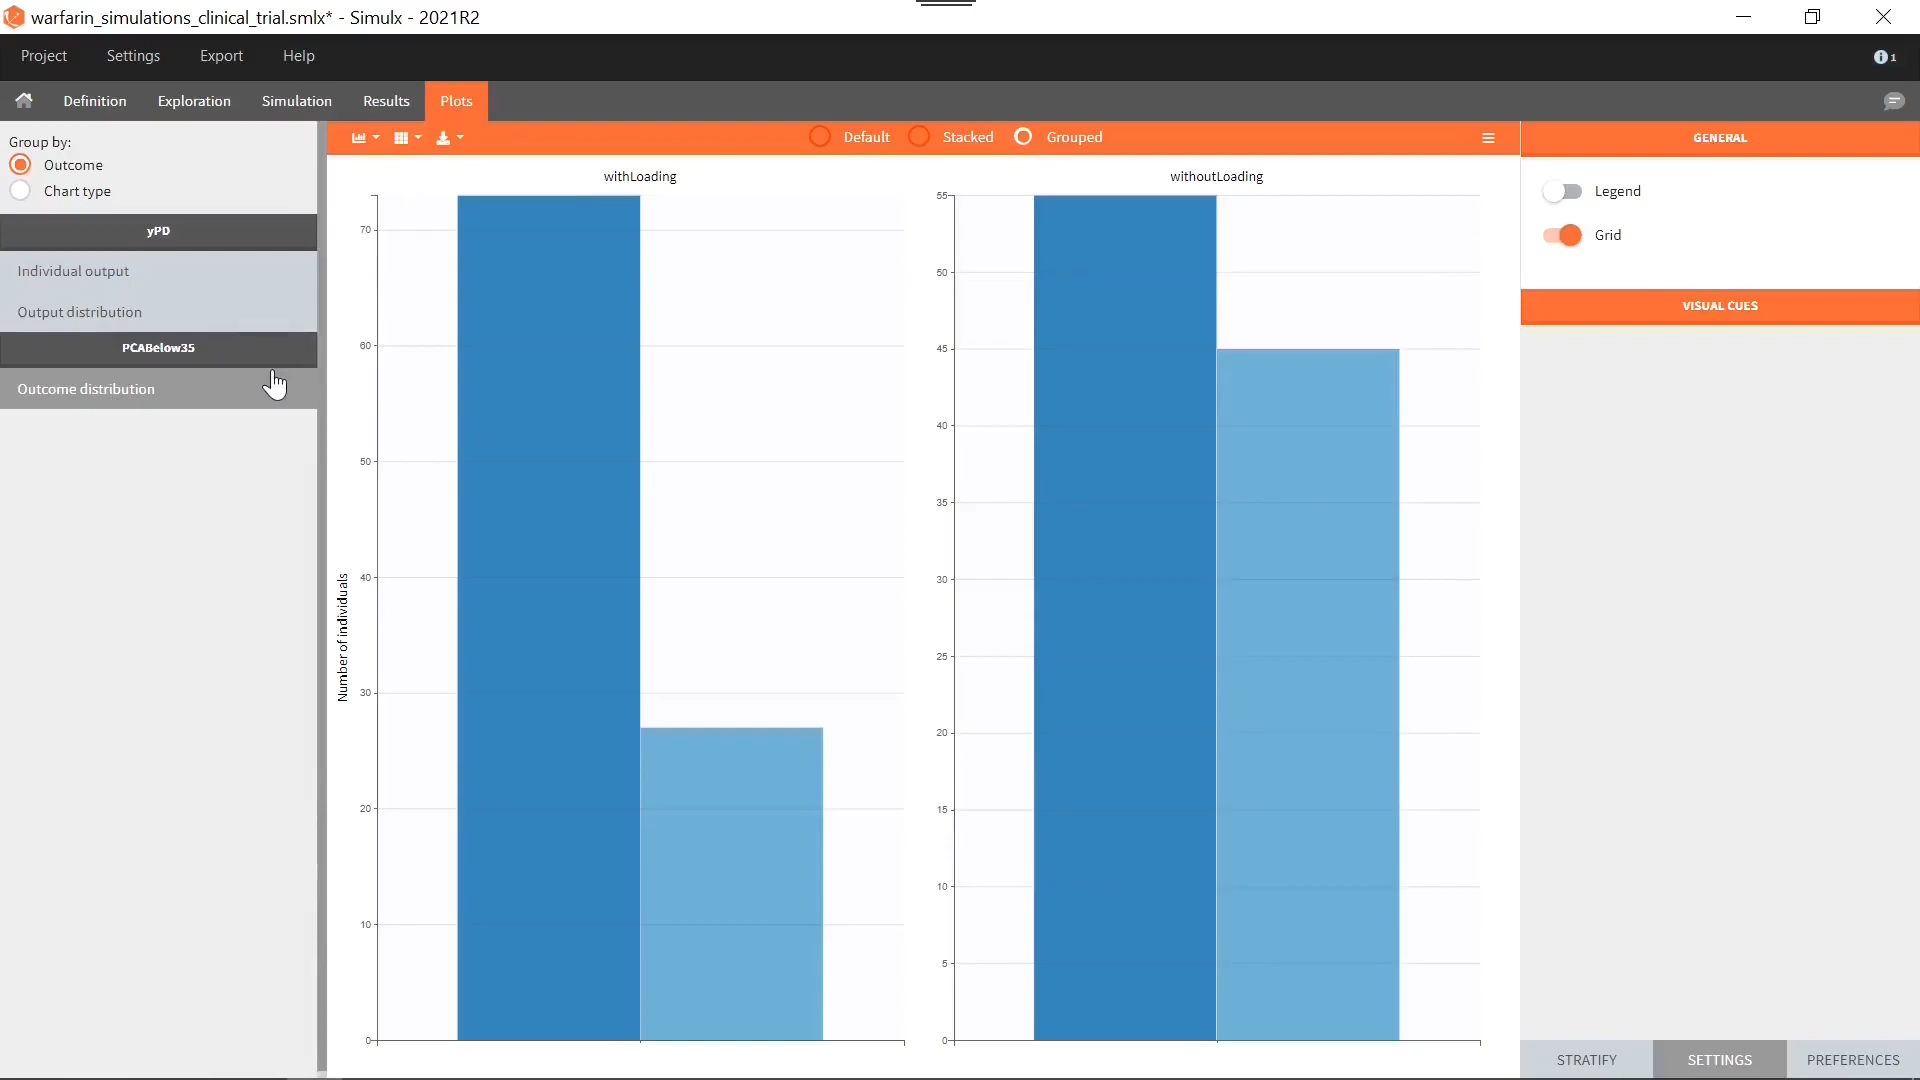 warfarin_simulations_clinical_trial.smlx* - Simulx - 2021R2
Project Settings Export Help
1
Definition Exploration Simulation Results Plots
Group by:
Outcome
Chart type
yPD
Individual output
Output distribution
PCABelow35
Outcome distribution
Default Stacked Grouped
withLoading
70
60
50
40
30
20
10
0
Number of individuals
withoutLoading
55
50
45
40
35
30
25
20
15
10
5
0
GENERAL
Legend
Grid
VISUAL CUES
STRATIFY SETTINGS PREFERENCES